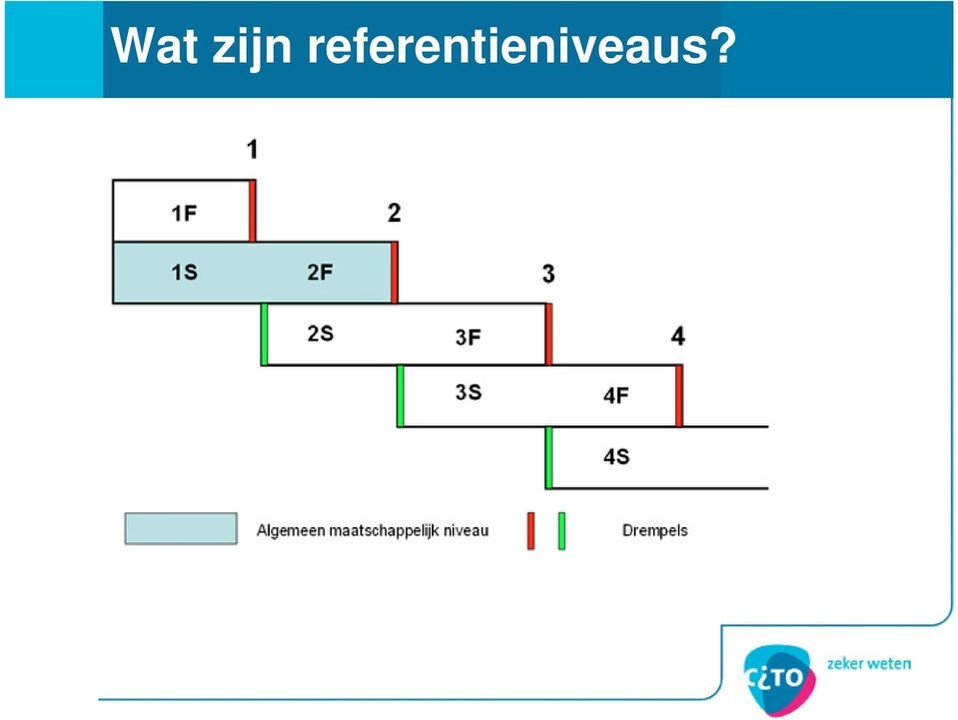 Wat zijn referentieniveaus?
1
1F
2
1S 2F
3
2S 3F
4
3S 4F
4S
Algemeen maatschappelijk niveau Drempels
CiTO zeker weten